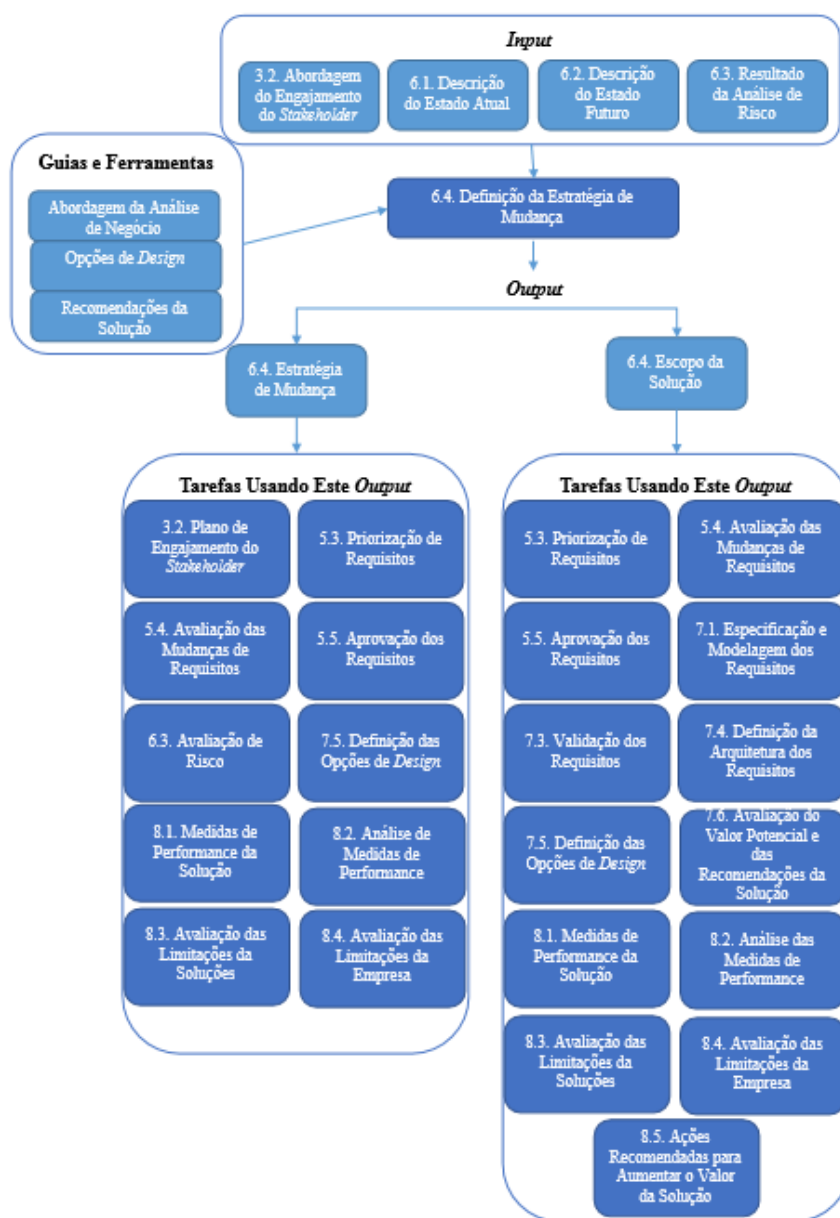 Input
3.2. Abordagem
do Engajamento
do Stakeholder
6.1. Descrição
do Estado Atual
6.2. Descrição
do Estado
Futuro
6.3. Resultado
da Análise de
Risco
Guias e Ferramentas
Abordagem da Análise
de Negócio
Opções de Design
Recomendações da
Solução
6.4. Definição da Estratégia de
Mudança
Output
6.4. Estratégia
de Mudança
6.4. Escopo da
Solução
Tarefas Usando Este Output
3.2. Plano de
Engajamento do
Stakeholder
5.3. Priorização de
Requisitos
5.4. Avaliação das
Mudanças de
Requisitos
5.5. Aprovação dos
Requisitos
6.3. Avaliação de
Risco
7.5. Definição das
Opções de Design
8.1. Medidas de
Performance da
Solução
8.2. Análise de
Medidas de
Performance
8.3. Avaliação das
Limitações da
Soluções
8.4. Avaliação das
Limitações da
Empresa
Tarefas Usando Este Output
5.3. Priorização de
Requisitos
5.4. Avaliação das
Mudanças de
Requisitos
5.5. Aprovação dos
Requisitos
7.1. Especificação e
Modelagem dos
Requisitos
7.3. Validação dos
Requisitos
7.4. Definição da
Arquitetura dos
Requisitos
7.5. Definição das
Opções de Design
7.6. Avaliação do
Valor Potencial e
das
Recomendações da
Solução
8.1. Medidas de
Performance da
Solução
8.2. Análise das
Medidas de
Performance
8.3. Avaliação das
Limitações da
Soluções
8.4. Avaliação das
Limitações da
Empresa
8.5. Ações
Recomendadas para
Aumentar o Valor
da Solução